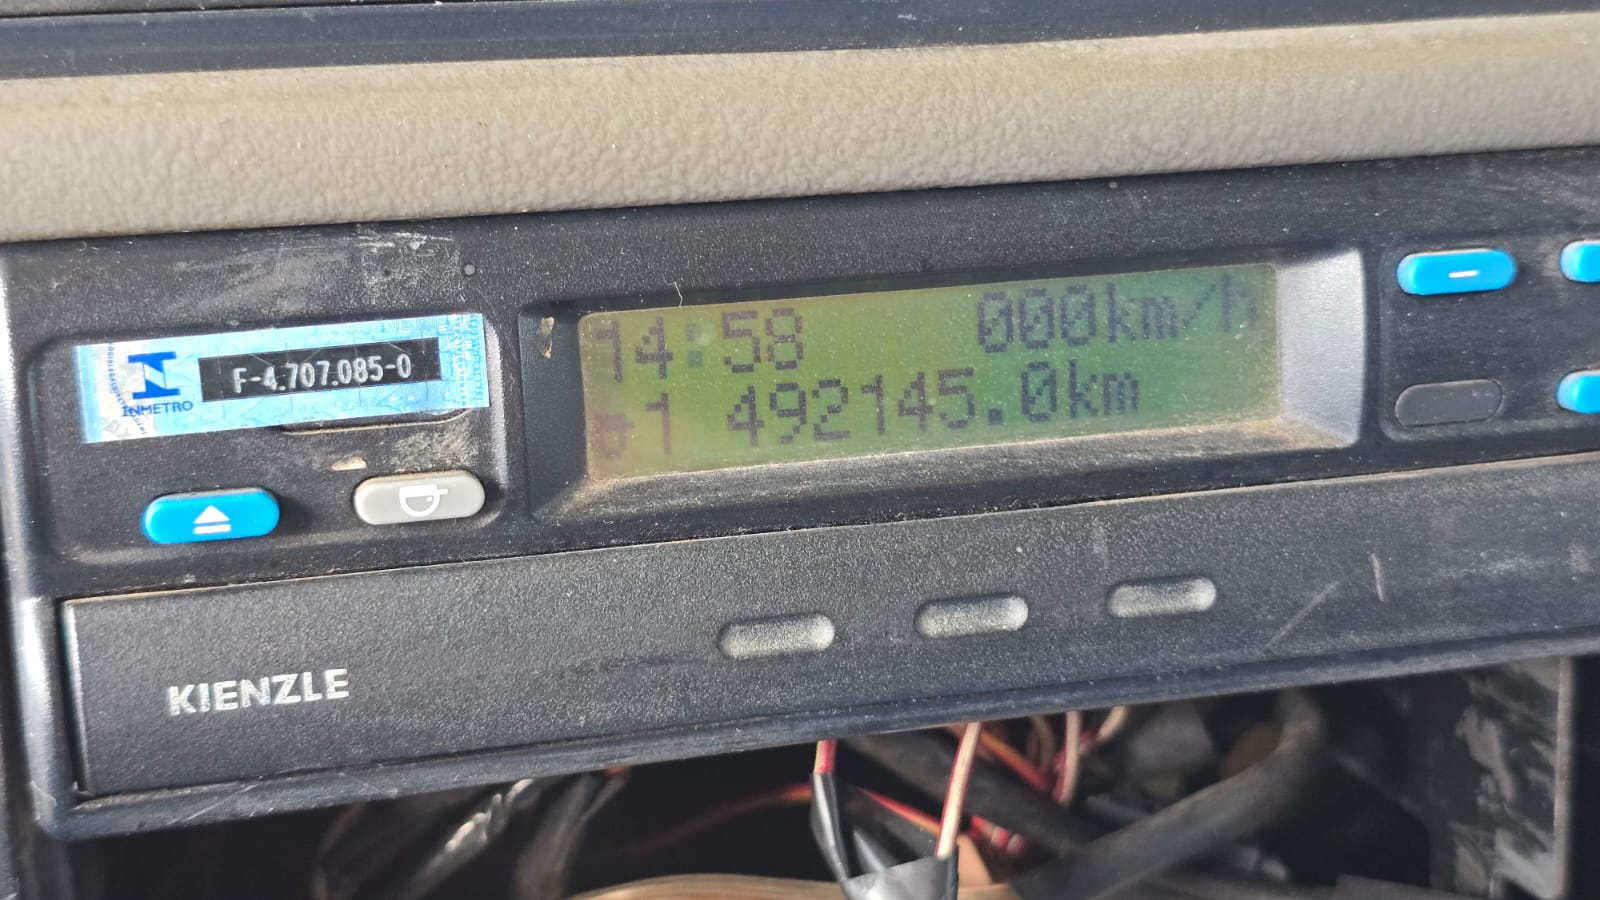 14:58 000km/h
1 492145.0km
INMETRO
F-4.707.085-0
KIENZLE